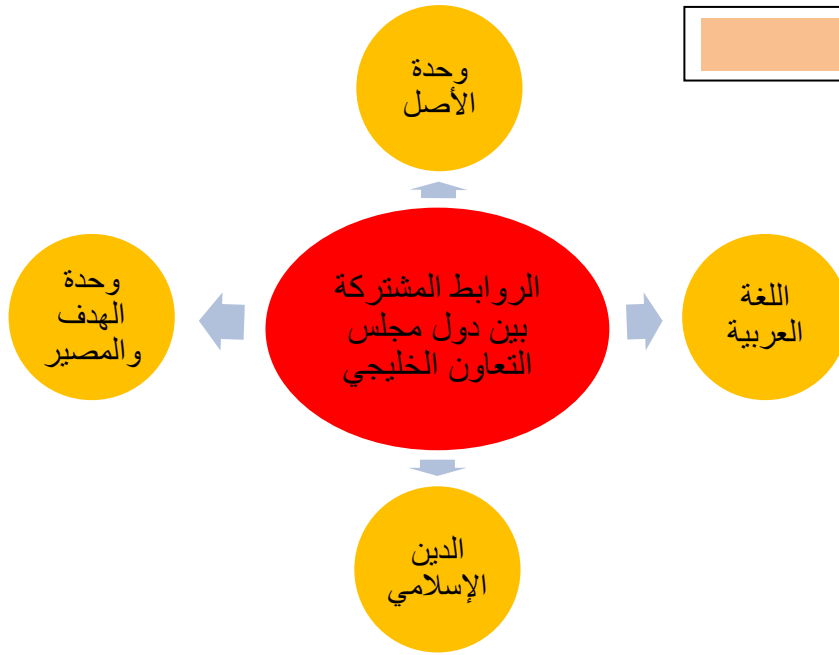 وحدة
الأصل
الروابط المشتركة
بين دول مجلس
التعاون الخليجي
اللغة
العربية
وحدة
الهدف
والمصير
الدين
الإسلامي